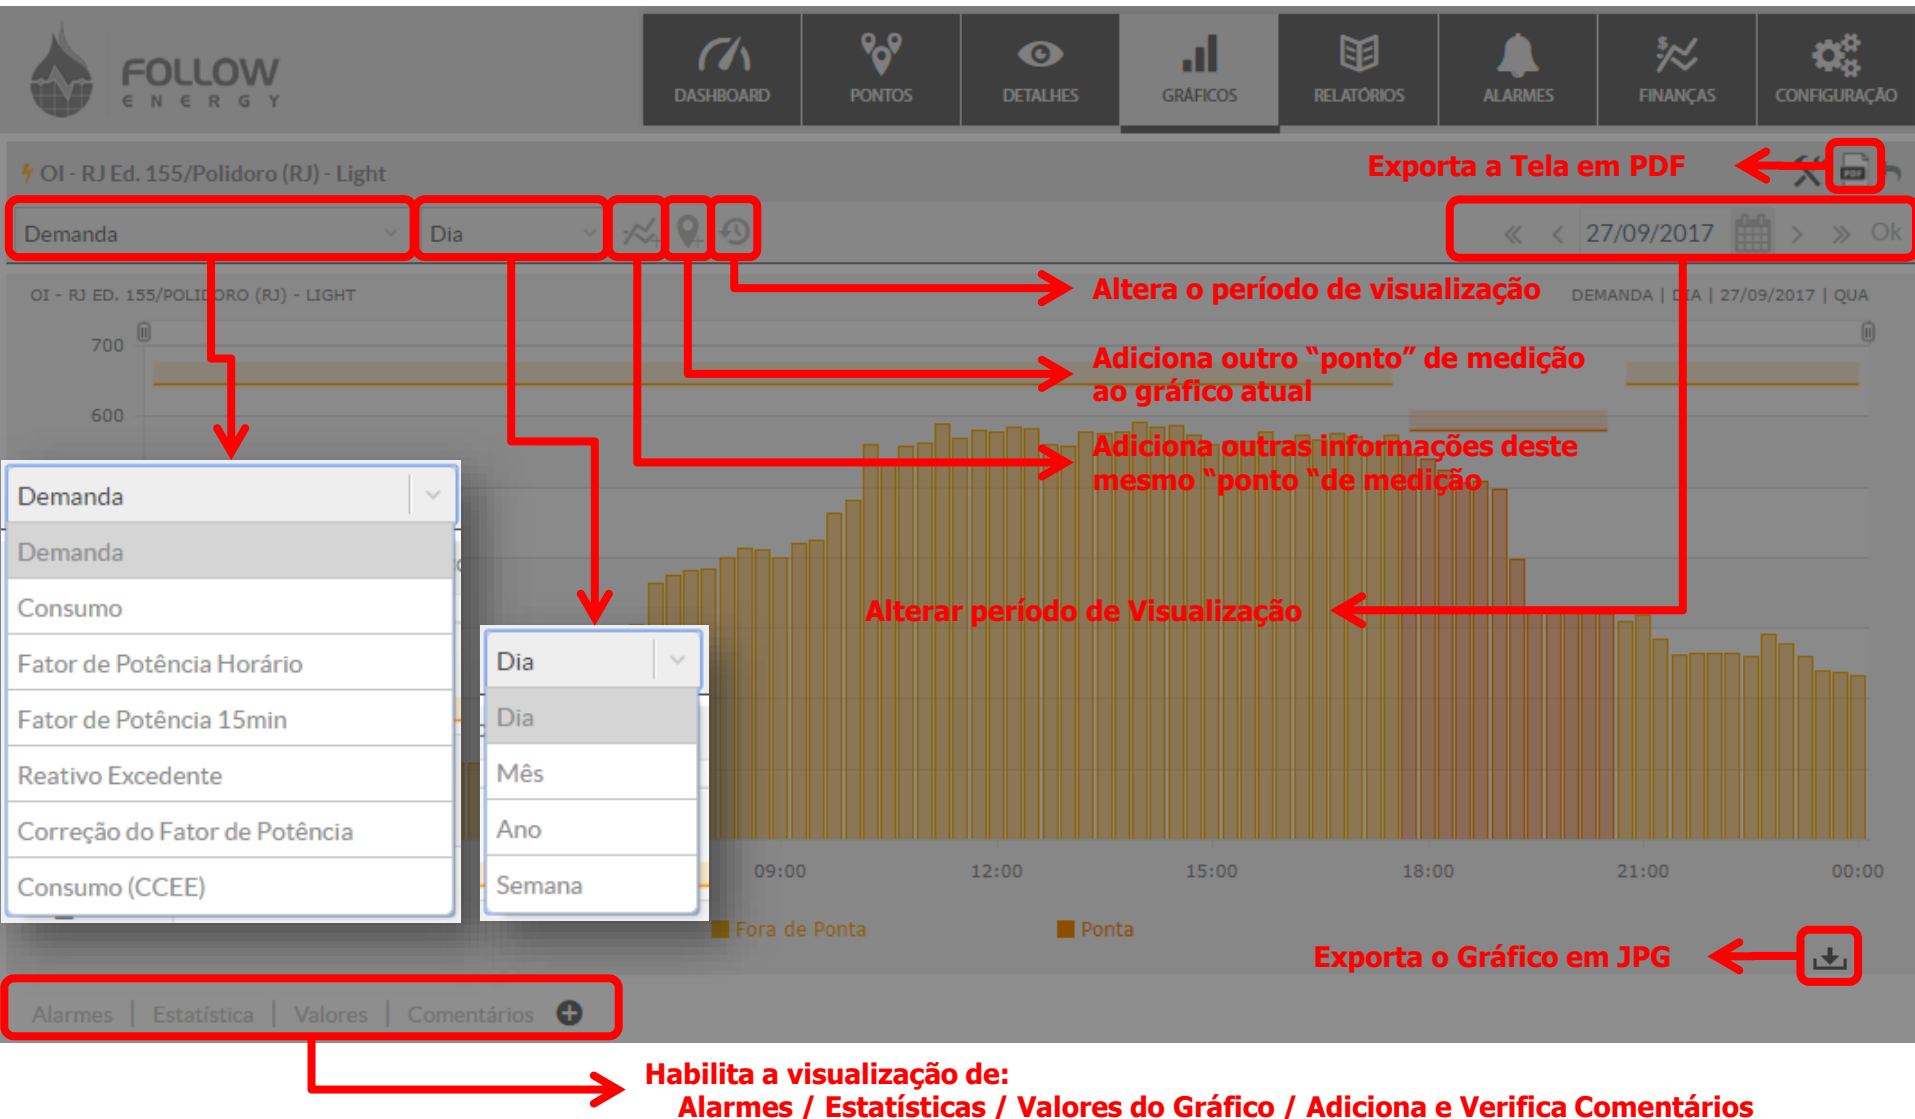 FOLLOW
ENERGY
DASHBOARD
PONTOS
DETALHES
GRÁFICOS
RELATÓRIOS
ALARMES
FINANÇAS
CONFIGURAÇÃO
OI - RJ Ed. 155/Polidoro (RJ) - Light
Exporta a Tela em PDF
PDF
Demanda
Dia
27/09/2017
Ok
OI - RJ ED. 155/POLIDORO (RJ) - LIGHT
Altera o período de visualização
DEMANDA | DIA | 27/09/2017 | QUA
700
Adiciona outro “ponto” de medição
ao gráfico atual
600
Adiciona outras informações deste
mesmo “ponto “de medição
Demanda
Demanda
Consumo
Fator de Potência Horário
Fator de Potência 15min
Reativo Excedente
Correção do Fator de Potência
Consumo (CCEE)
Dia
Dia
Mês
Ano
Semana
Alterar período de Visualização
09:00
12:00
15:00
18:00
21:00
00:00
Fora de Ponta
Ponta
Exporta o Gráfico em JPG
Alarmes | Estatística | Valores | Comentários
Habilita a visualização de:
Alarmes / Estatísticas / Valores do Gráfico / Adiciona e Verifica Comentários